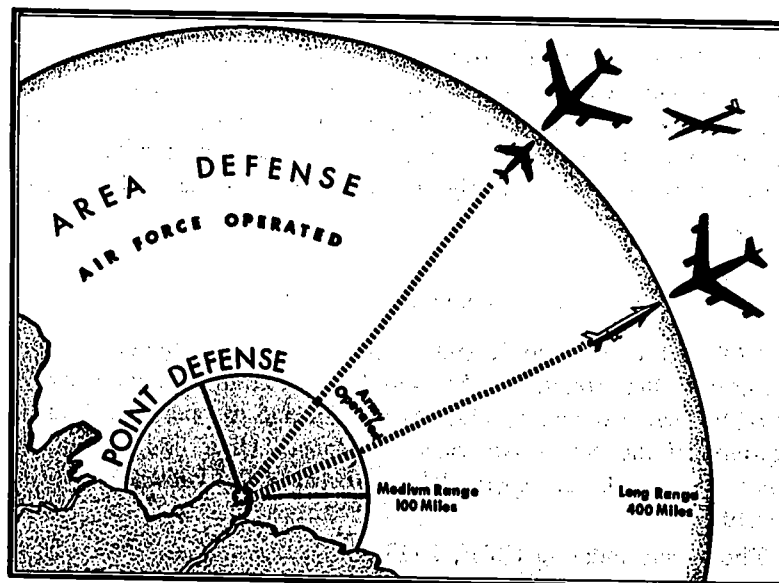 AREA DEFENSE
AIR FORCE OPERATED
POINT DEFENSE
Army
Operated
Medium Range
100 Miles
Long Range
400 Miles